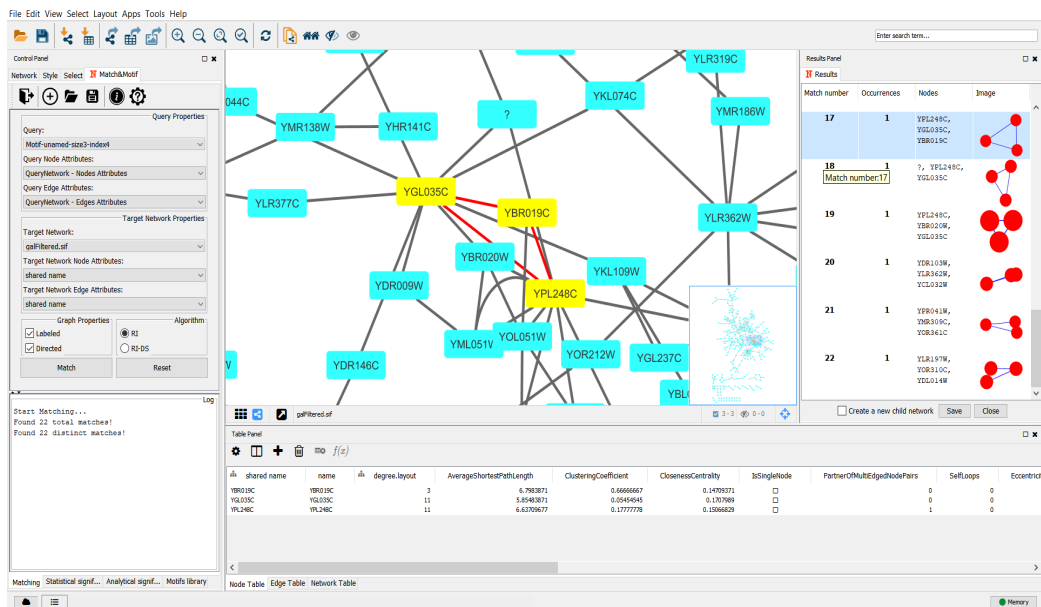 File Edit View Select Layout Apps Tools Help
Enter search term...
Control Panel
Network Style Select Match&Motif
Query Properties
Query:
Motif-unamed-size3-index4
Query Node Attributes:
QueryNetwork - Nodes Attributes
Query Edge Attributes:
QueryNetwork - Edges Attributes
Target Network Properties
Target Network:
galFiltered.sif
Target Network Node Attributes:
shared name
Target Network Edge Attributes:
shared name
Graph Properties Algorithm
Labeled RI
Directed RI-DS
Match Reset
Log
Start Matching...
Found 22 total matches!
Found 22 distinct matches!
Matching Statistical signif... Analytical signif... Motifs library
YLR319C
044C
YKL074C
YMR186W
?
YMR138W YHR141C
YGL035C
YLR377C
YBR019C
YLR362W
YBR020W
YKL109W
YDR009W
YPL248C
YML051W YOL051W
YOR212W YGL237C
W YDR146C
YBL
galFiltered.sif 3 - 3 0 - 0
Results Panel
Results
Match number Occurrences Nodes Image
17 1 YPL248C,
YGL035C,
YBR019C
18 1 ?, YPL248C,
YGL035C
Match number:17
19 1 YPL248C,
YBR020W,
YGL035C
20 1 YDR103W,
YLR362W,
YCL032W
21 1 YPR041W,
YMR309C,
YOR361C
22 1 YLR197W,
YOR310C,
YDL014W
Create a new child network Save Close
Table Panel
f(x)
shared name name degree.layout AverageShortestPathLength ClusteringCoefficient ClosenessCentrality IsSingleNode PartnerOfMultiEdgedNodePairs SelfLoops Eccentricit
YBR019C YBR019C 3 6.7983871 0.66666667 0.14709371 0 0
YGL035C YGL035C 11 5.85483871 0.05454545 0.1707989 0 0
YPL248C YPL248C 11 6.63709677 0.17777778 0.15066829 1 0
Node Table Edge Table Network Table
Memory